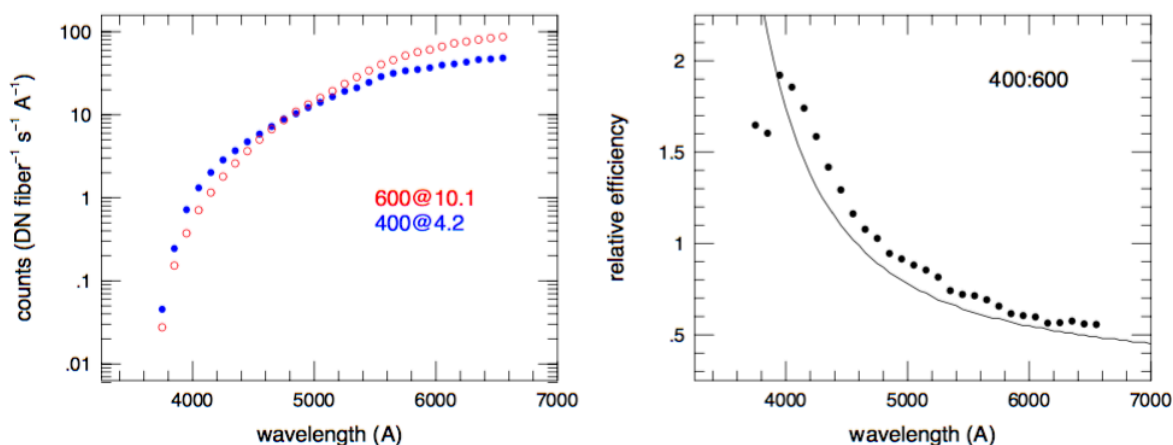 counts (DN fiber⁻¹ s⁻¹ A⁻¹)
100
10
1
.1
.01
600@10.1
400@4.2
4000 5000 6000 7000
wavelength (A)
relative efficiency
2
1.5
1
.5
400:600
4000 5000 6000 7000
wavelength (A)